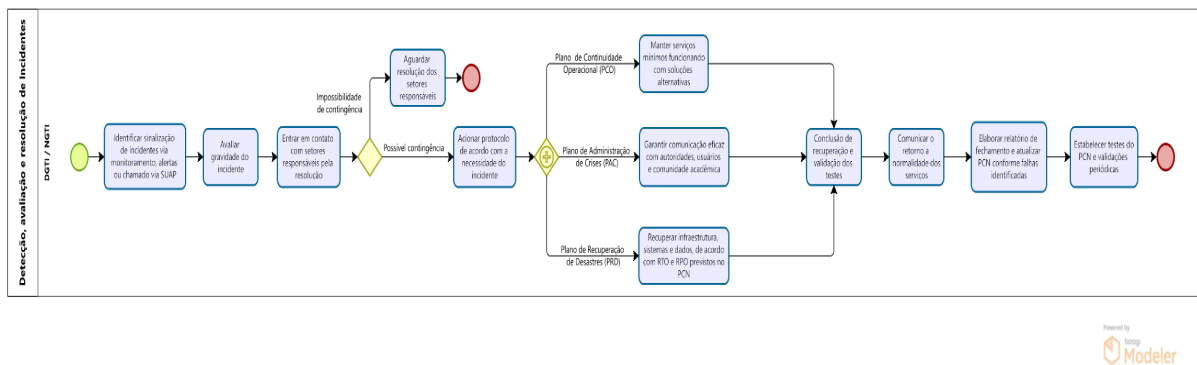 Detecção, avaliação e resolução de Incidentes
DGTI / NGTI
Identificar sinalização
de incidentes via
monitoramento, alertas
ou chamado via SUAP
Avaliar
gravidade do
incidente
Entrar em contato
com setores
responsáveis pela
resolução
Impossibilidade
de contingência
Aguardar
resolução dos
setores
responsáveis
Possível contingência
Acionar protocolo
de acordo com a
necessidade do
incidente
Plano de Continuidade
Operacional (PCO)
Manter serviços
mínimos funcionando
com soluções
alternativas
Plano de Administração
de Crises (PAC)
Garantir comunicação eficaz
com autoridades, usuários
e comunidade acadêmica
Plano de Recuperação
de Desastres (PRD)
Recuperar infraestrutura,
sistemas e dados, de acordo
com RTO e RPO previstos no
PCN
Conclusão de
recuperação e
validação dos
testes
Comunicar o
retorno a
normalidade dos
serviços
Elaborar relatório de
fechamento e atualizar
PCN conforme falhas
identificadas
Estabelecer testes do
PCN e validações
periódicas
Powered by
bizagi
Modeler